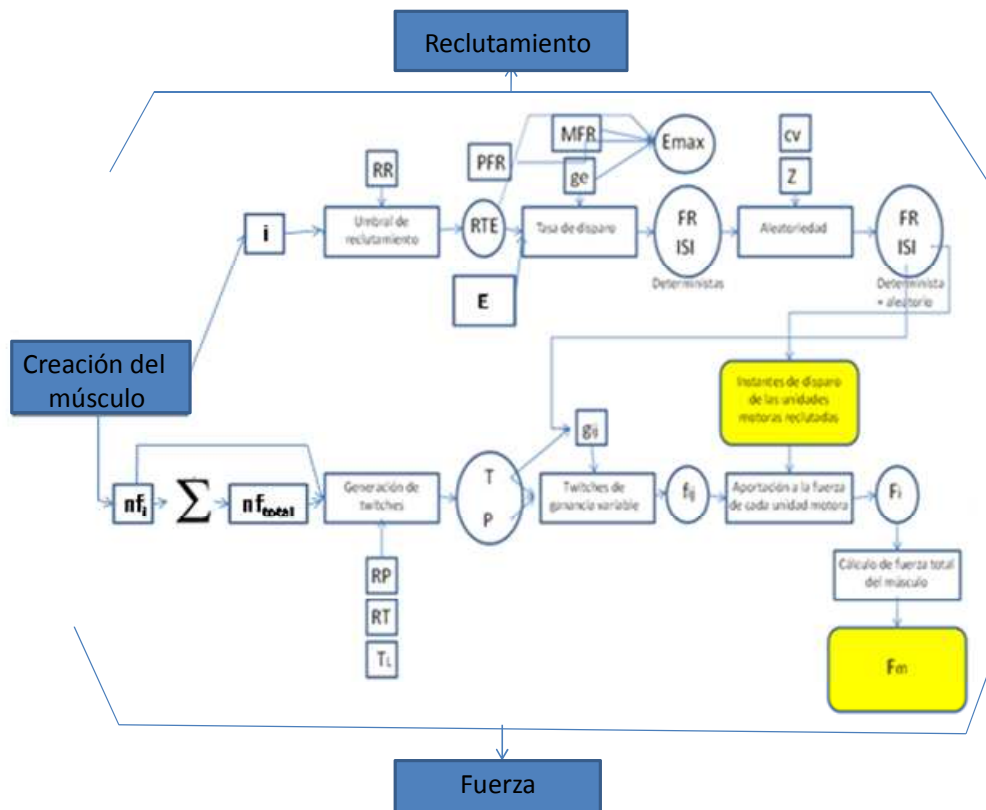 Reclutamiento
MFR
Emax
cv
RR
PFR
ge
Z
i
Umbral de
reclutamiento
RTE
Tasa de disparo
FR
ISI
Aleatoriedad
FR
ISI
Deterministas
Determinista
+ aleatorio
E
Creación del
músculo
Instantes de disparo
de las unidades
motoras reclutadas
gij
nfi
∑
nftotal
Generación de
twitches
T
P
Twitches de
ganancia variable
fij
Aportación a la fuerza
de cada unidad motora
Fi
RP
RT
TL
Cálculo de fuerza total
del músculo
Fm
Fuerza